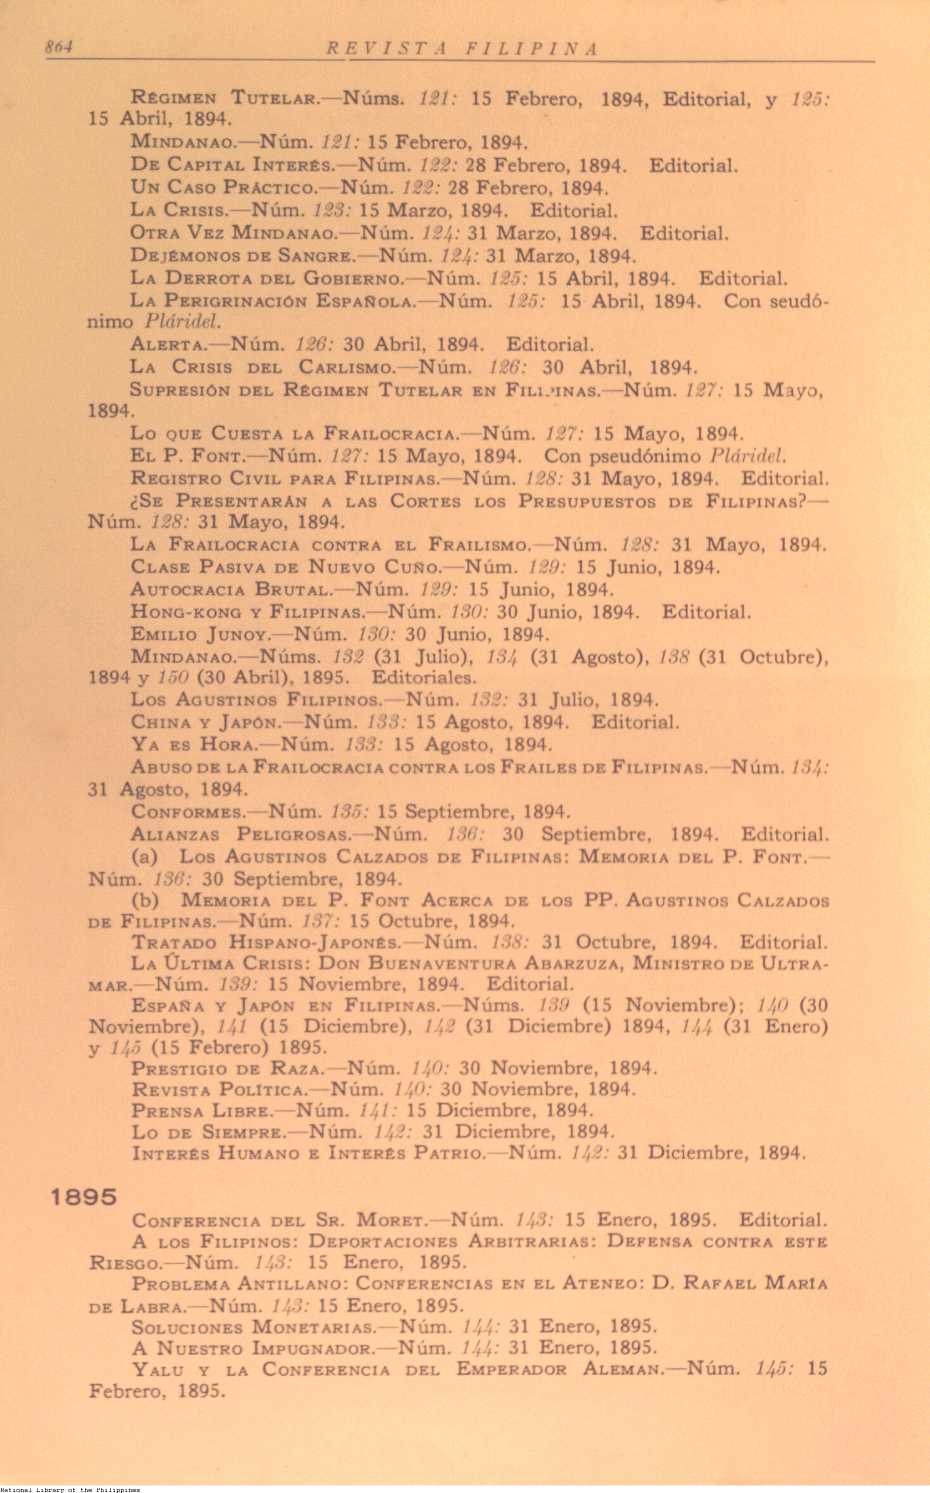 864 REVISTA FILIPINA
RÉGIMEN TUTELAR.—Núms. 121: 15 Febrero, 1894, Editorial, y 125:
15 Abril, 1894.
MINDANAO.—Núm. 121: 15 Febrero, 1894.
DE CAPITAL INTERÉS.—Núm. 122: 28 Febrero, 1894. Editorial.
UN CASO PRÁCTICO.—Núm. 122: 28 Febrero, 1894.
LA CRISIS.—Núm. 123: 15 Marzo, 1894. Editorial.
OTRA VEZ MINDANAO.—Núm. 124: 31 Marzo, 1894. Editorial.
DEJÉMONOS DE SANGRE.—Núm. 124: 31 Marzo, 1894.
LA DERROTA DEL GOBIERNO.—Núm. 125: 15 Abril, 1894. Editorial.
LA PERIGRINACIÓN ESPAÑOLA.—Núm. 125: 15 Abril, 1894. Con seudó-
nimo Pláridel.
ALERTA.—Núm. 126: 30 Abril, 1894. Editorial.
LA CRISIS DEL CARLISMO.—Núm. 126: 30 Abril, 1894.
SUPRESIÓN DEL RÉGIMEN TUTELAR EN FILIPINAS.—Núm. 127: 15 Mayo,
1894.
LO QUE CUESTA LA FRAILOCRACIA.—Núm. 127: 15 Mayo, 1894.
EL P. FONT.—Núm. 127: 15 Mayo, 1894. Con pseudónimo Pláridel.
REGISTRO CIVIL PARA FILIPINAS.—Núm. 128: 31 Mayo, 1894. Editorial.
¿SE PRESENTARÁN A LAS CORTES LOS PRESUPUESTOS DE FILIPINAS?—
Núm. 128: 31 Mayo, 1894.
LA FRAILOCRACIA CONTRA EL FRAILISMO.—Núm. 128: 31 Mayo, 1894.
CLASE PASIVA DE NUEVO CUÑO.—Núm. 129: 15 Junio, 1894.
AUTOCRACIA BRUTAL.—Núm. 129: 15 Junio, 1894.
HONG-KONG Y FILIPINAS.—Núm. 130: 30 Junio, 1894. Editorial.
EMILIO JUNOY.—Núm. 130: 30 Junio, 1894.
MINDANAO.—Núms. 132 (31 Julio), 134 (31 Agosto), 138 (31 Octubre),
1894 y 150 (30 Abril), 1895. Editoriales.
LOS AGUSTINOS FILIPINOS.—Núm. 132: 31 Julio, 1894.
CHINA Y JAPÓN.—Núm. 133: 15 Agosto, 1894. Editorial.
YA ES HORA.—Núm. 133: 15 Agosto, 1894.
ABUSO DE LA FRAILOCRACIA CONTRA LOS FRAILES DE FILIPINAS.—Núm. 134:
31 Agosto, 1894.
CONFORMES.—Núm. 135: 15 Septiembre, 1894.
ALIANZAS PELIGROSAS.—Núm. 136: 30 Septiembre, 1894. Editorial.
(a) LOS AGUSTINOS CALZADOS DE FILIPINAS: MEMORIA DEL P. FONT.—
Núm. 136: 30 Septiembre, 1894.
(b) MEMORIA DEL P. FONT ACERCA DE LOS PP. AGUSTINOS CALZADOS
DE FILIPINAS.—Núm. 137: 15 Octubre, 1894.
TRATADO HISPANO-JAPONÉS.—Núm. 138: 31 Octubre, 1894. Editorial.
LA ÚLTIMA CRISIS: DON BUENAVENTURA ABARZUZA, MINISTRO DE ULTRA-
MAR.—Núm. 139: 15 Noviembre, 1894. Editorial.
ESPAÑA Y JAPÓN EN FILIPINAS.—Núms. 139 (15 Noviembre); 140 (30
Noviembre), 141 (15 Diciembre), 142 (31 Diciembre) 1894, 144 (31 Enero)
y 145 (15 Febrero) 1895.
PRESTIGIO DE RAZA.—Núm. 140: 30 Noviembre, 1894.
REVISTA POLÍTICA.—Núm. 140: 30 Noviembre, 1894.
PRENSA LIBRE.—Núm. 141: 15 Diciembre, 1894.
LO DE SIEMPRE.—Núm. 142: 31 Diciembre, 1894.
INTERÉS HUMANO E INTERÉS PATRIO.—Núm. 142: 31 Diciembre, 1894.
1895
CONFERENCIA DEL SR. MORET.—Núm. 143: 15 Enero, 1895. Editorial.
A LOS FILIPINOS: DEPORTACIONES ARBITRARIAS: DEFENSA CONTRA ESTE
RIESGO.—Núm. 143: 15 Enero, 1895.
PROBLEMA ANTILLANO: CONFERENCIAS EN EL ATENEO: D. RAFAEL MARÍA
DE LABRA.—Núm. 143: 15 Enero, 1895.
SOLUCIONES MONETARIAS.—Núm. 144: 31 Enero, 1895.
A NUESTRO IMPUGNADOR.—Núm. 144: 31 Enero, 1895.
YALU Y LA CONFERENCIA DEL EMPERADOR ALEMAN.—Núm. 145: 15
Febrero, 1895.
National Library of the Philippines